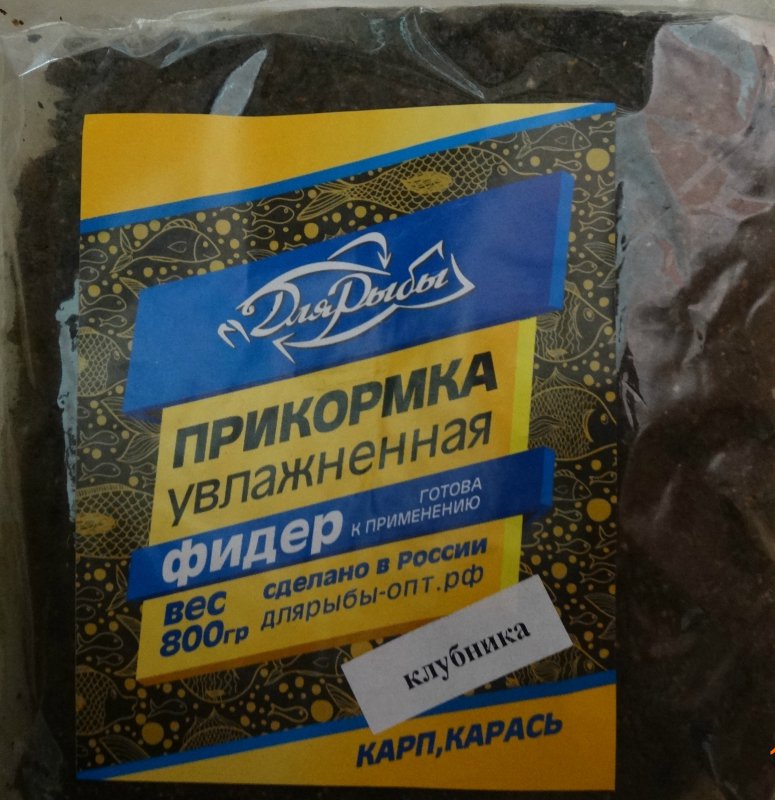 ДляРыбы
ПРИКОРМКА
увлажненная
фидер
ГОТОВА
К ПРИМЕНЕНИЮ
вес
800гр
сделано в России
длярыбы-опт.рф
клубника
КАРП,КАРАСЬ